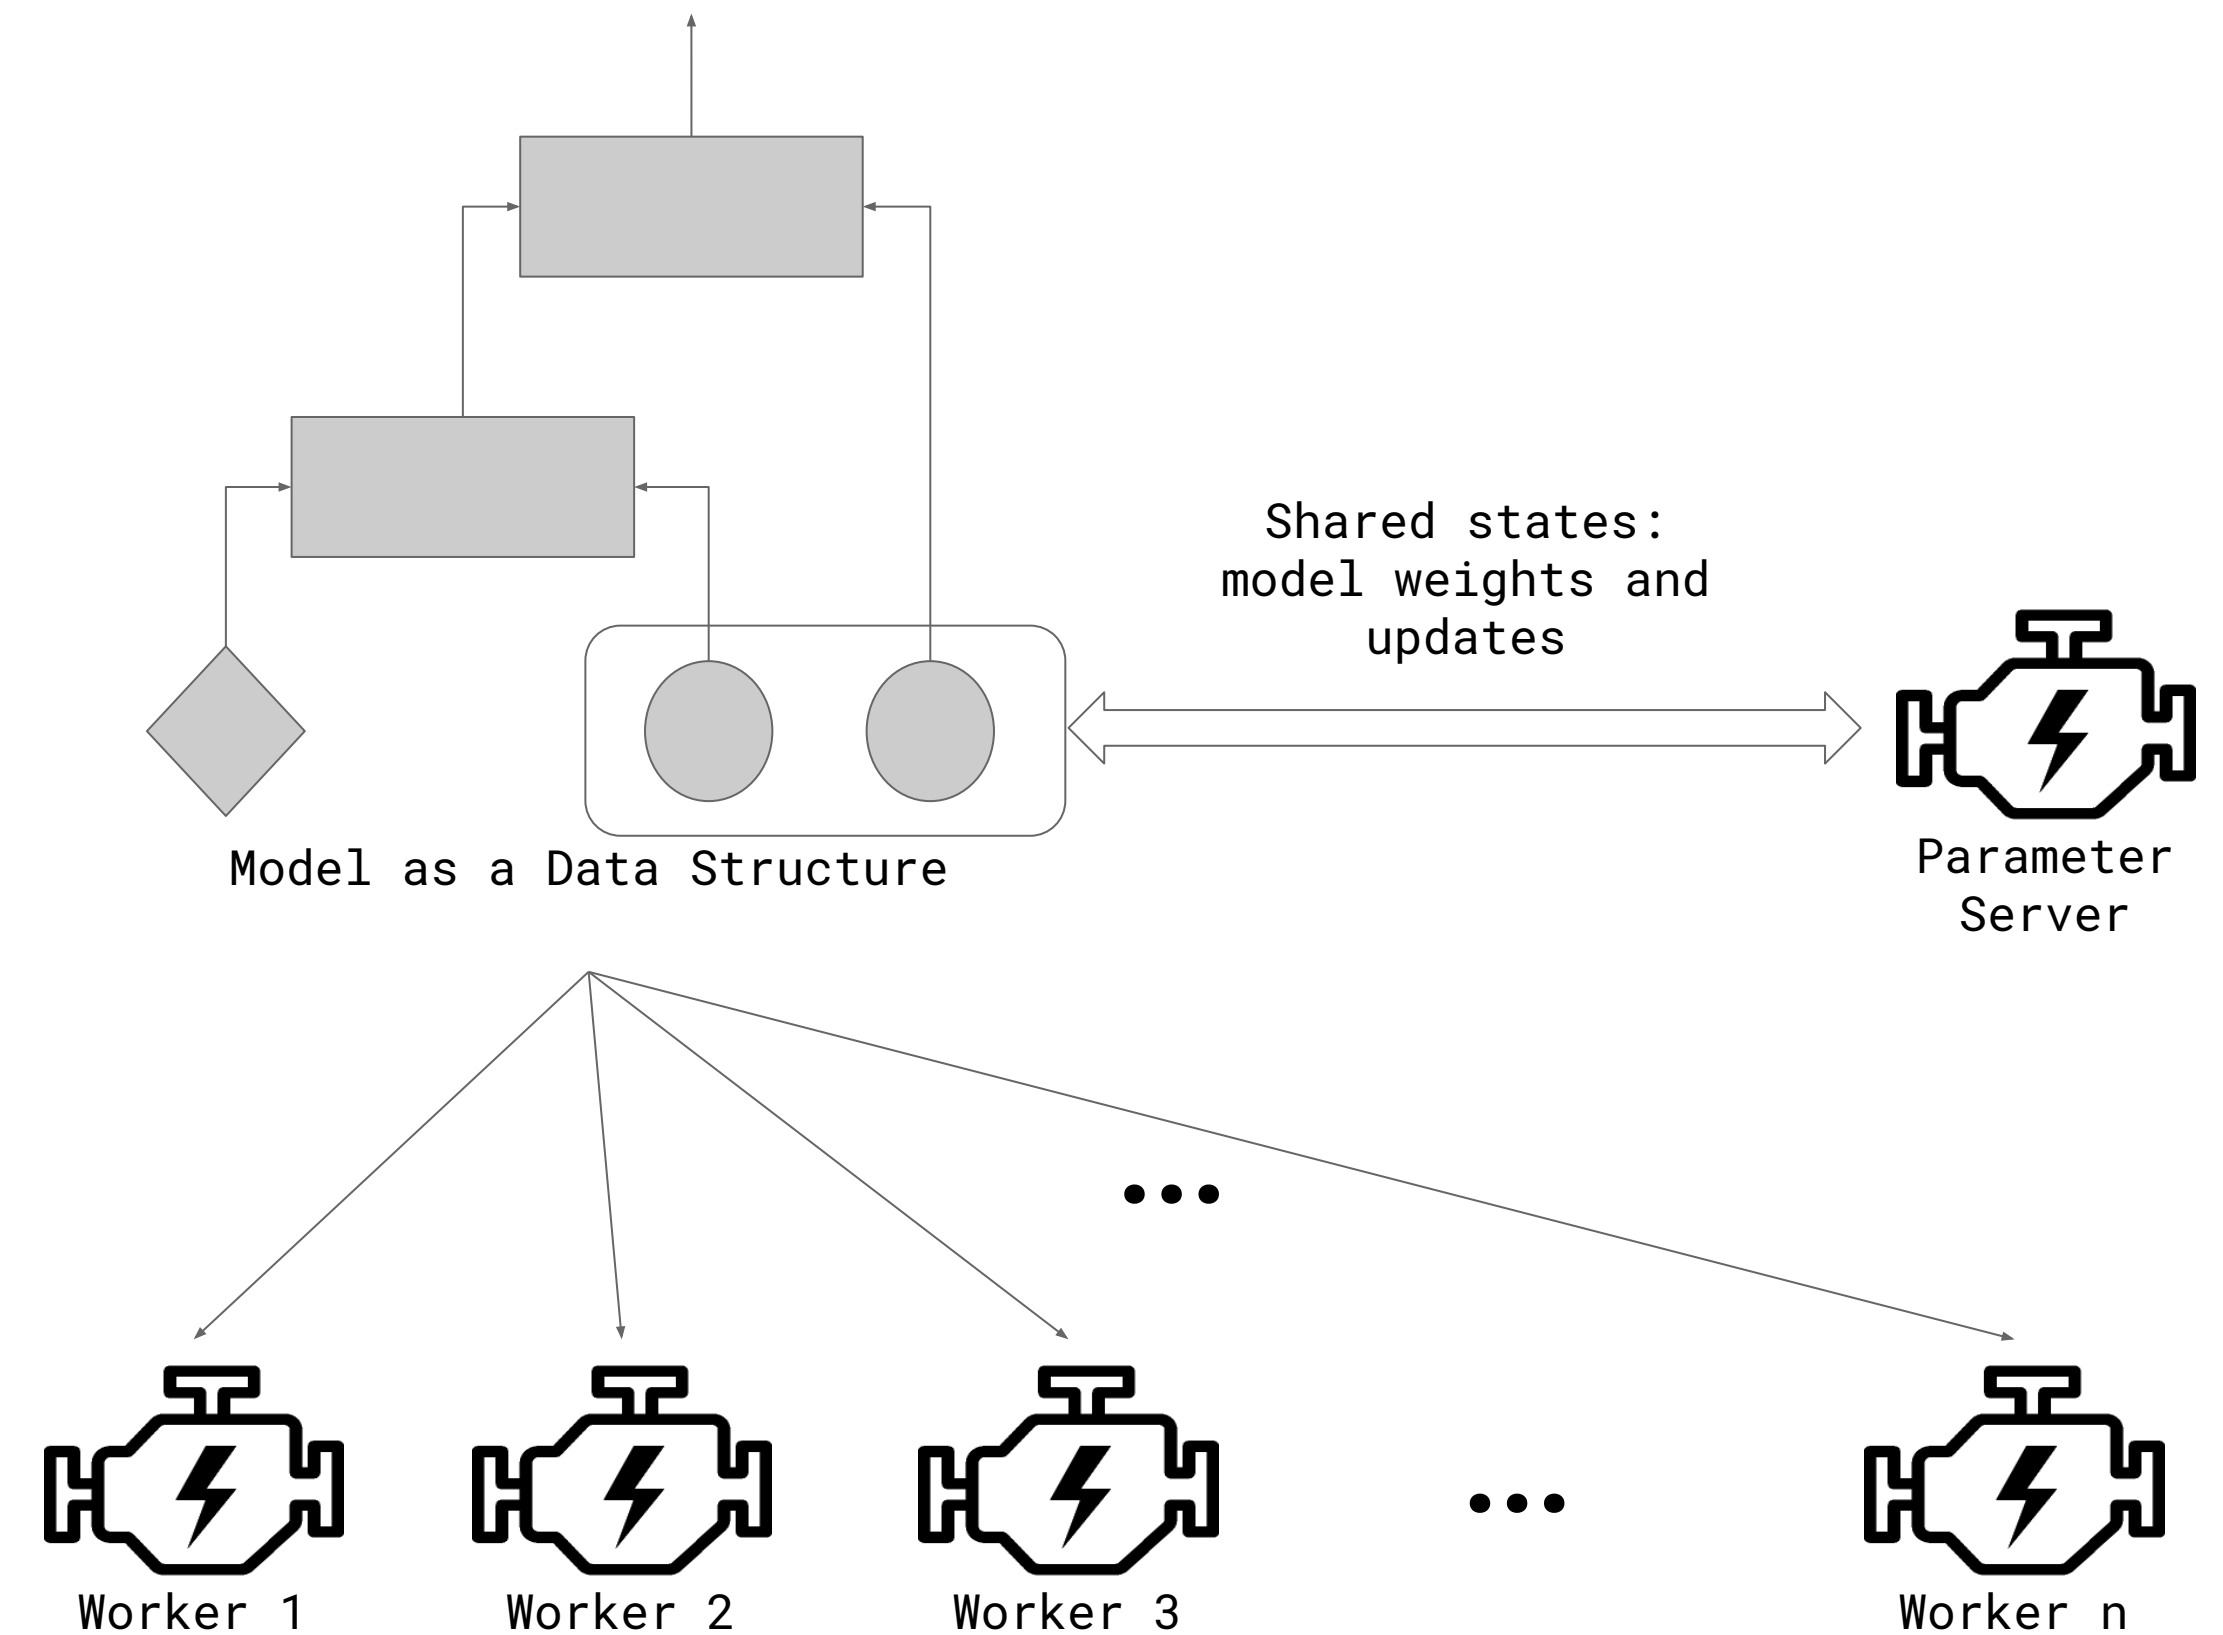 Shared states:
model weights and
updates
Model as a Data Structure
Parameter
Server
...
...
Worker 1
Worker 2
Worker 3
Worker n